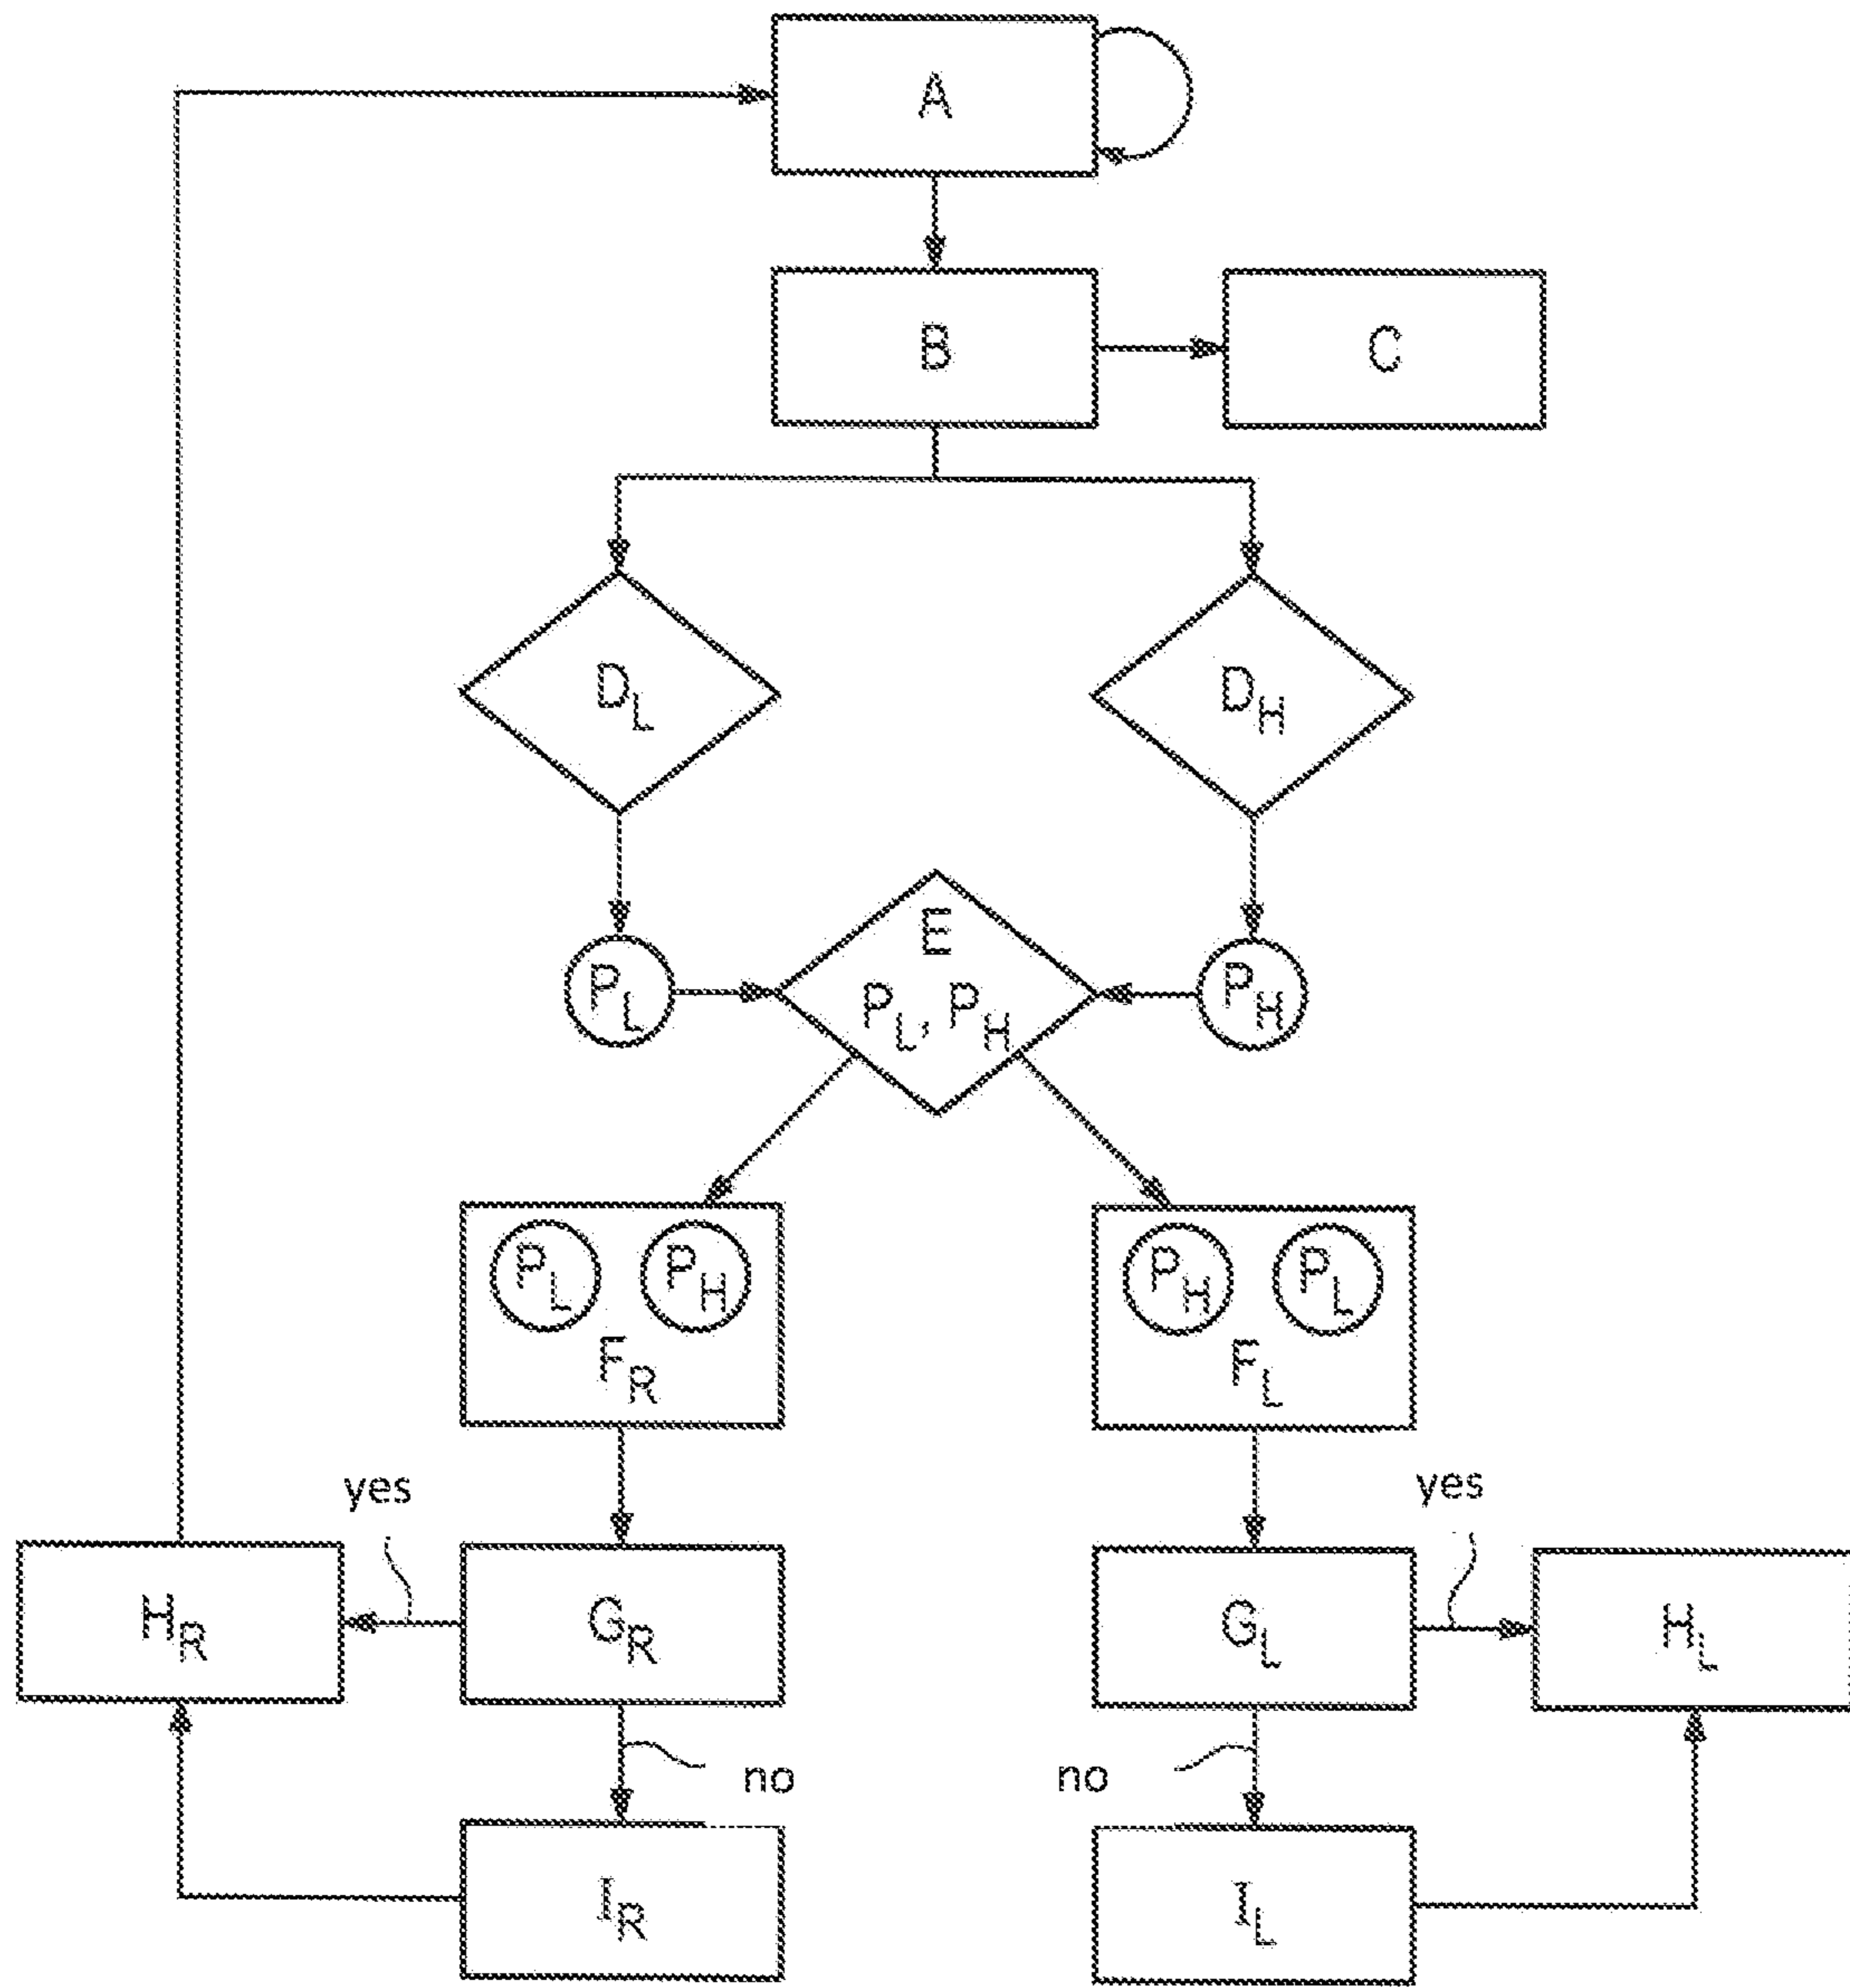 A
B
C
D_L
D_H
E
P_L
P_L, P_H
P_H
P_L
P_H
P_H
P_L
F_R
F_L
yes
yes
H_R
G_R
G_L
H_L
no
no
I_R
I_L